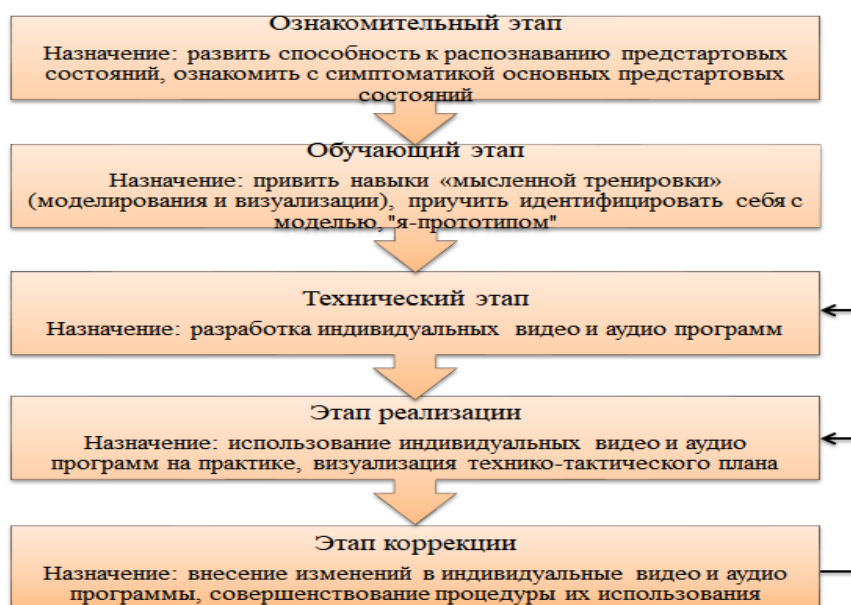 Ознакомительный этап
Назначение: развить способность к распознаванию предстартовых
состояний, ознакомить с симптоматикой основных предстартовых
состояний
Обучающий этап
Назначение: привить навыки «мысленной тренировки»
(моделирования и визуализации), приучить идентифицировать себя с
моделью, "я-прототипом"
Технический этап
Назначение: разработка индивидуальных видео и аудио программ
Этап реализации
Назначение: использование индивидуальных видео и аудио
программ на практике, визуализация технико-тактического плана
Этап коррекции
Назначение: внесение изменений в индивидуальные видео и аудио
программы, совершенствование процедуры их использования